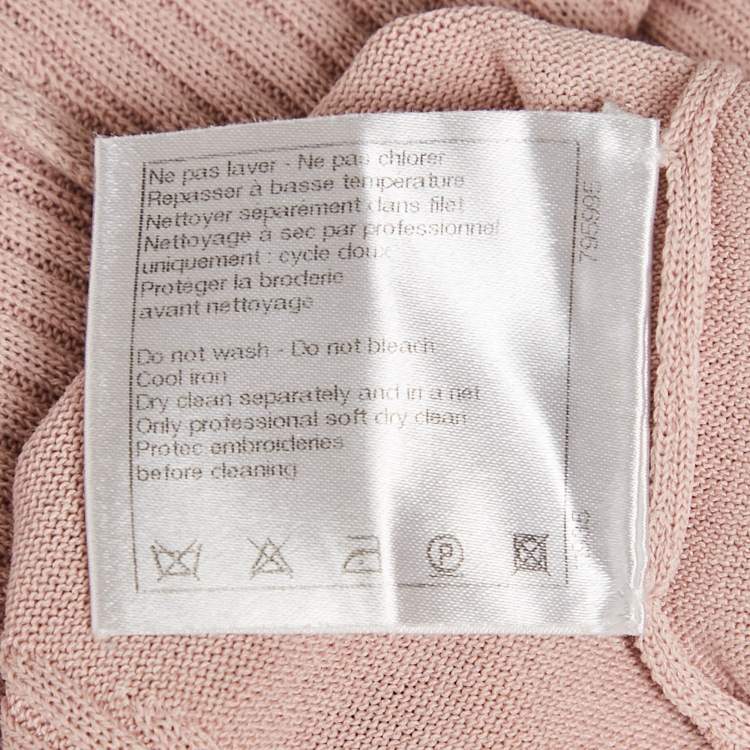 Ne pas laver - Ne pas chlorer
Repasser à basse temperature
Nettoyer separement dans filet
Nettoyage à sec par professionnel
uniquement : cycle doux
Proteger la broderie
avant nettoyage
Do not wash - Do not bleach
Cool iron
Dry clean separately and in a net
Only professional soft dry clean
Protec embroideries
before cleaning
P
795995